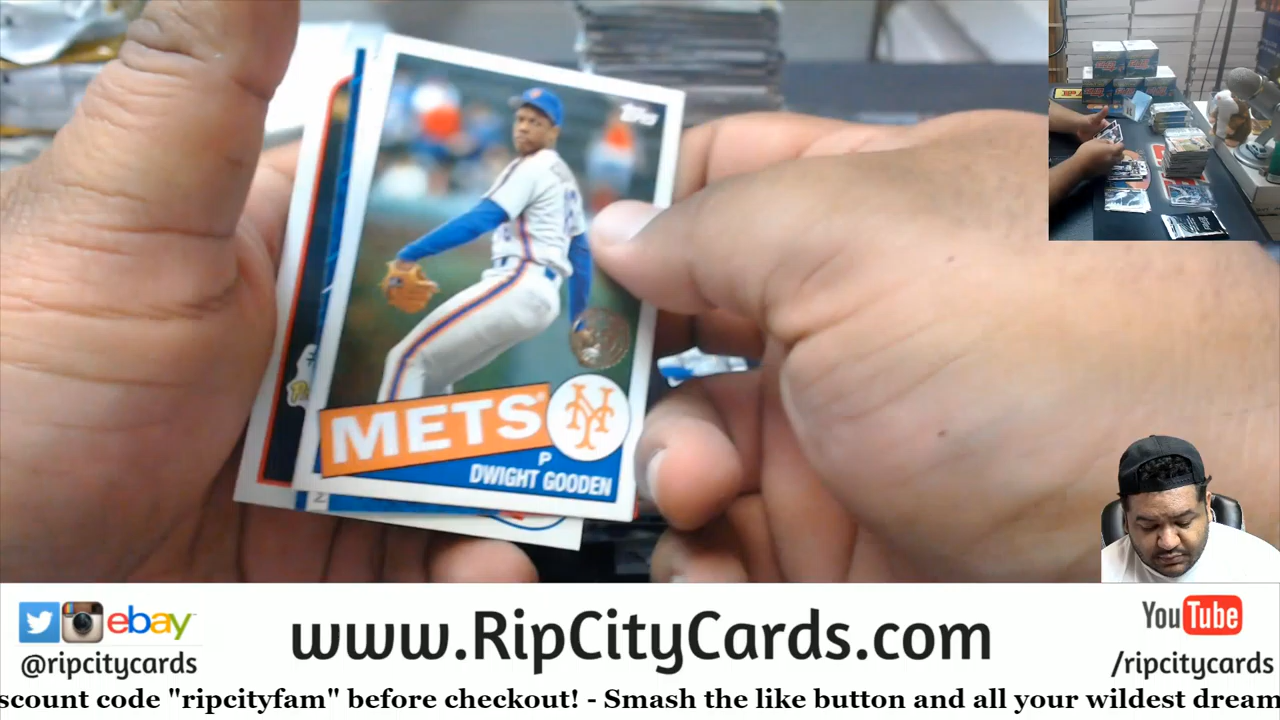 Topps
METS
NY
P
DWIGHT GOODEN
ebay
@ripcitycards
www.RipCityCards.com
YouTube
/ripcitycards
scount code "ripcityfam" before checkout! - Smash the like button and all your wildest dream